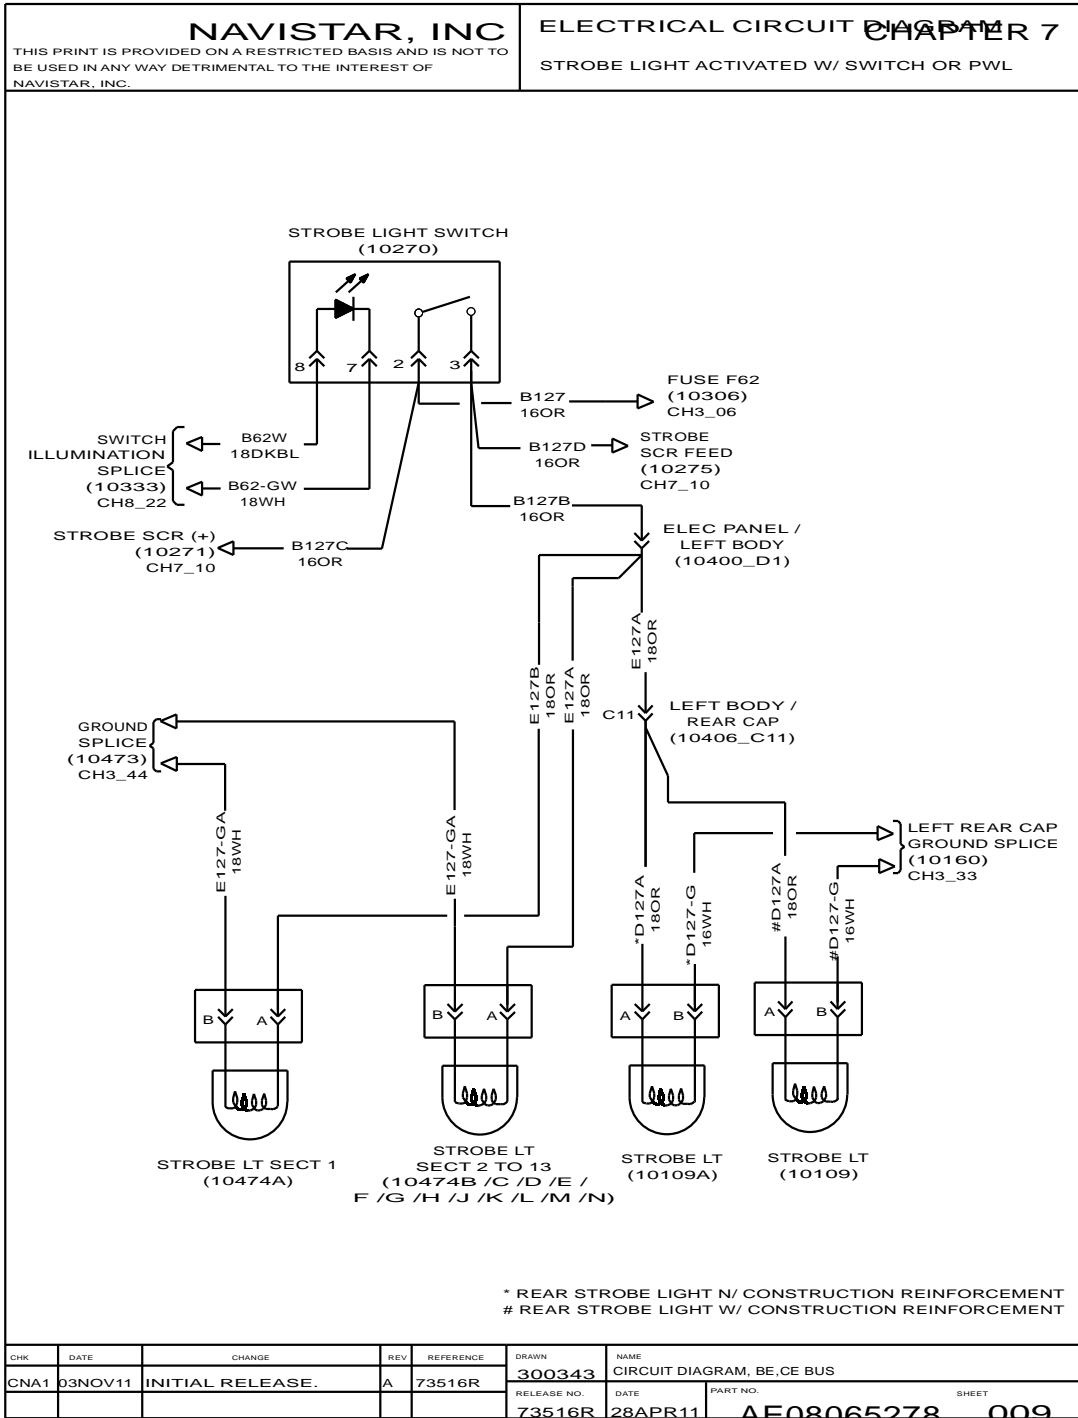 NAVISTAR, INC
THIS PRINT IS PROVIDED ON A RESTRICTED BASIS AND IS NOT TO
BE USED IN ANY WAY DETRIMENTAL TO THE INTEREST OF
NAVISTAR, INC.
ELECTRICAL CIRCUIT DIAGRAM
CHAPTER 7
STROBE LIGHT ACTIVATED W/ SWITCH OR PWL
STROBE LIGHT SWITCH
(10270)
8
7
2
3
B127
16OR
FUSE F62
(10306)
CH3_06
B127D
16OR
STROBE
SCR FEED
(10275)
CH7_10
SWITCH
ILLUMINATION
SPLICE
(10333)
CH8_22
B62W
18DKBL
B62-GW
18WH
B127B
16OR
STROBE SCR (+)
(10271)
CH7_10
B127C
16OR
ELEC PANEL /
LEFT BODY
(10400_D1)
E127A
18OR
E127B
18OR
E127A
18OR
C11
LEFT BODY /
REAR CAP
(10406_C11)
GROUND
SPLICE
(10473)
CH3_44
E127-GA
18WH
E127-GA
18WH
*D127A
18OR
*D127-G
16WH
#D127A
18OR
#D127-G
16WH
LEFT REAR CAP
GROUND SPLICE
(10160)
CH3_33
B
A
B
A
A
B
A
B
STROBE LT SECT 1
(10474A)
STROBE LT
SECT 2 TO 13
(10474B /C /D /E /
F /G /H /J /K /L /M /N)
STROBE LT
(10109A)
STROBE LT
(10109)
* REAR STROBE LIGHT N/ CONSTRUCTION REINFORCEMENT
# REAR STROBE LIGHT W/ CONSTRUCTION REINFORCEMENT
CHK DATE CHANGE REV REFERENCE
CNA1 03NOV11 INITIAL RELEASE. A 73516R
DRAWN
300343
NAME
CIRCUIT DIAGRAM, BE,CE BUS
RELEASE NO.
73516R
DATE
28APR11
PART NO.
AE08065278
SHEET
009